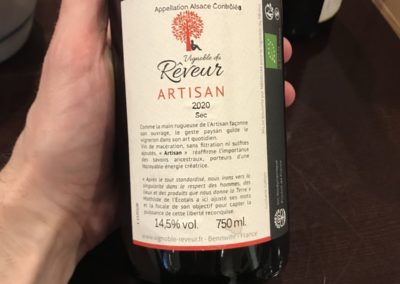 Appellation Alsace Contrôlée
Vignoble du
Rêveur
ARTISAN
2020
Sec
Comme la main rugueuse de l'Artisan façonne
son ouvrage, le geste paysan guide le
vigneron dans son art quotidien.
Vin de macération, sans filtration ni sulfites
ajoutés, « Artisan » réaffirme l'importance
des savoirs ancestraux, porteurs d'une
incroyable énergie créatrice.
« Après le tout standardisé, nous irons vers la
singularité dans le respect des hommes, des
lieux et des produits que nous donne la Terre »
Mathilde de l'Ecotais a ici ajusté ses mots
et la focale de son objectif pour capter la
puissance de cette liberté reconquise.
14,5% vol. 750 ml
www.vignoble-reveur.fr - Bennwihr - France